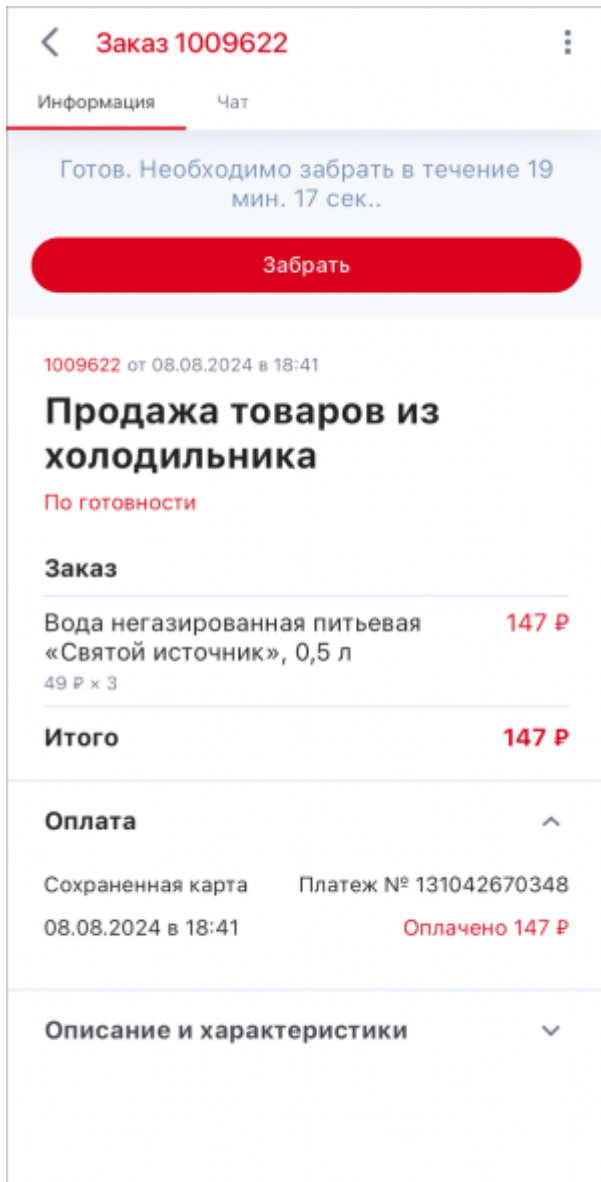 Заказ 1009622
Информация Чат
Готов. Необходимо забрать в течение 19
мин. 17 сек..
Забрать
1009622 от 08.08.2024 в 18:41
Продажа товаров из
холодильника
По готовности
Заказ
Вода негазированная питьевая 147 ₽
«Святой источник», 0,5 л
49 ₽ × 3
Итого 147 ₽
Оплата
Сохраненная карта Платеж № 131042670348
08.08.2024 в 18:41 Оплачено 147 ₽
Описание и характеристики